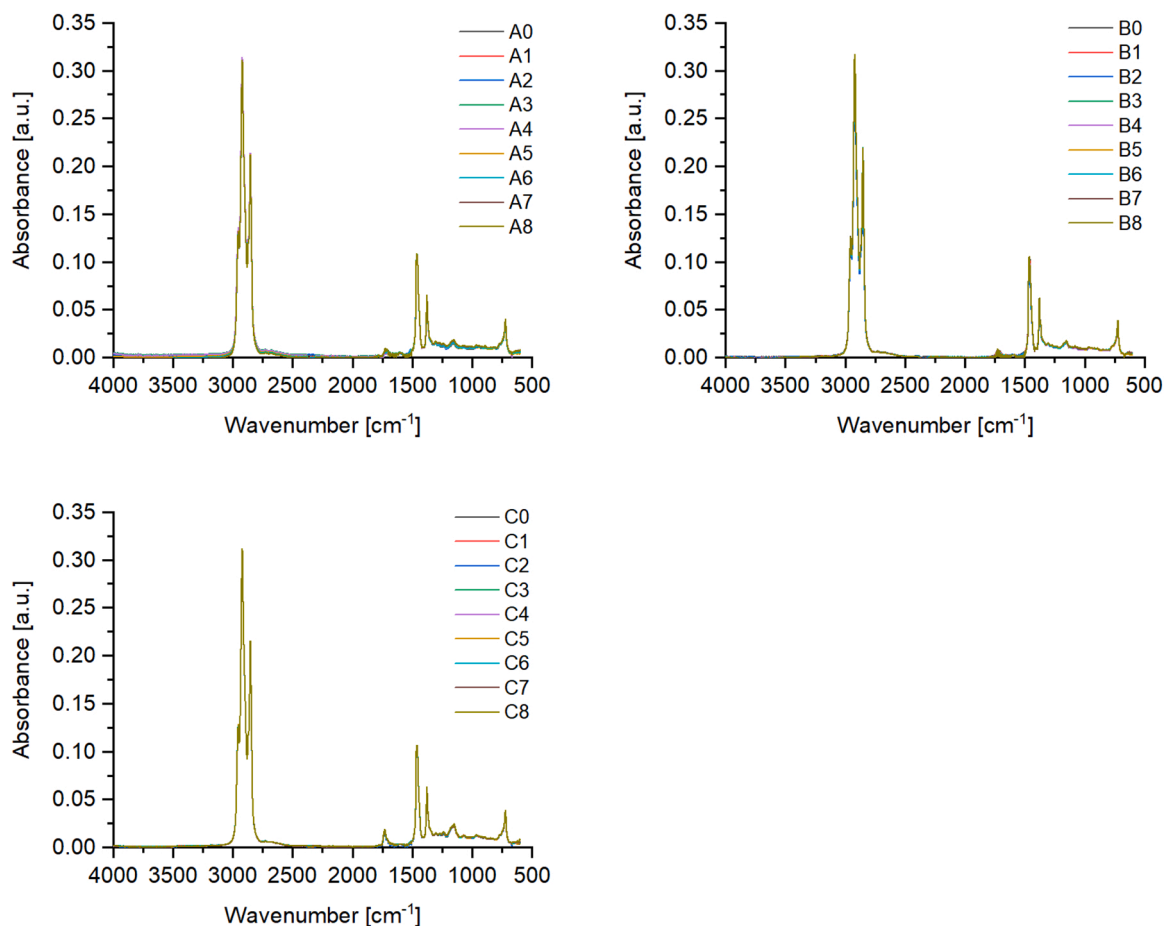 0.35
0.30
0.25
0.20
0.15
0.10
0.05
0.00
Absorbance [a.u.]
4000 3500 3000 2500 2000 1500 1000 500
Wavenumber [cm⁻¹]
A0
A1
A2
A3
A4
A5
A6
A7
A8
0.35
0.30
0.25
0.20
0.15
0.10
0.05
0.00
Absorbance [a.u.]
4000 3500 3000 2500 2000 1500 1000 500
Wavenumber [cm⁻¹]
B0
B1
B2
B3
B4
B5
B6
B7
B8
0.35
0.30
0.25
0.20
0.15
0.10
0.05
0.00
Absorbance [a.u.]
4000 3500 3000 2500 2000 1500 1000 500
Wavenumber [cm⁻¹]
C0
C1
C2
C3
C4
C5
C6
C7
C8